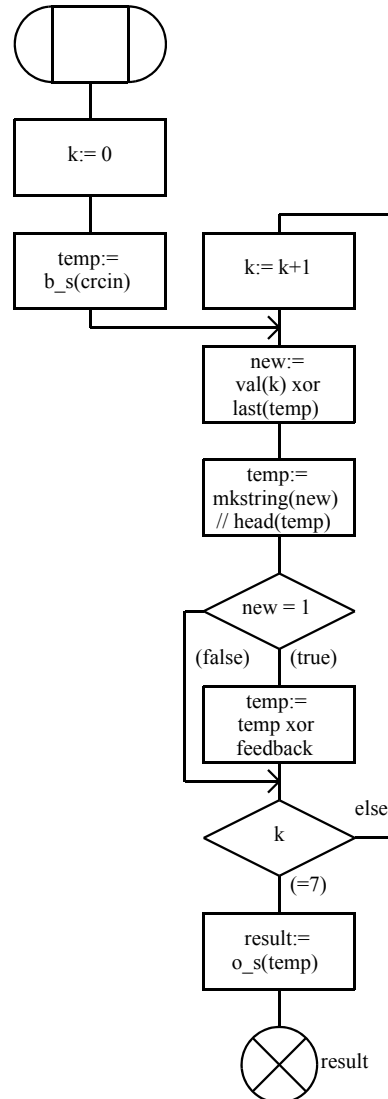 k:= 0
temp:=
b_s(crcin)
k:= k+1
new:=
val(k) xor
last(temp)
temp:=
mkstring(new)
// head(temp)
new = 1
(false)
(true)
temp:=
temp xor
feedback
else
k
(=7)
result:=
o_s(temp)
result